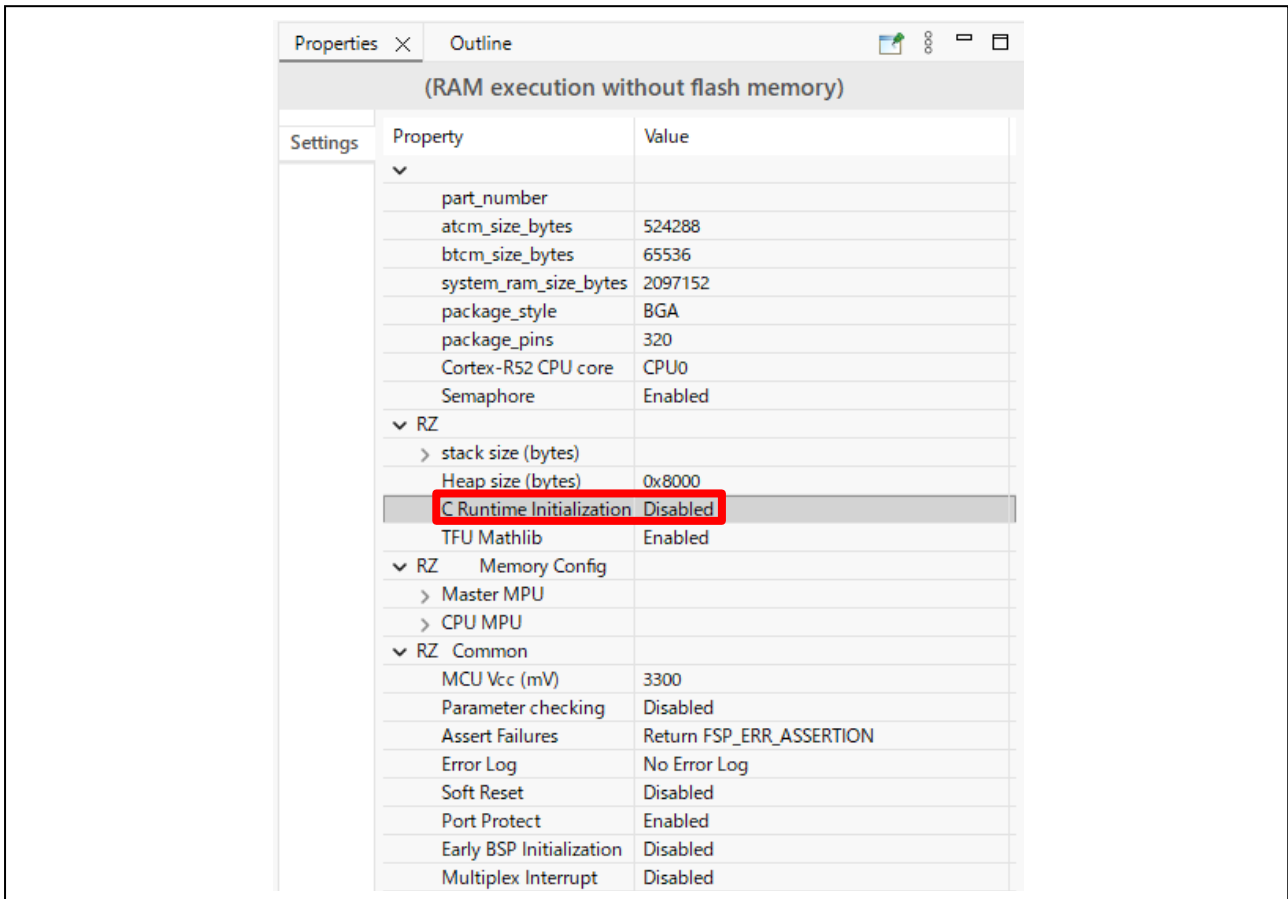 Properties Outline
(RAM execution without flash memory)
Settings Property Value
part_number
atcm_size_bytes 524288
btcm_size_bytes 65536
system_ram_size_bytes 2097152
package_style BGA
package_pins 320
Cortex-R52 CPU core CPU0
Semaphore Enabled
RZ
stack size (bytes)
Heap size (bytes) 0x8000
C Runtime Initialization Disabled
TFU Mathlib Enabled
RZ Memory Config
Master MPU
CPU MPU
RZ Common
MCU Vcc (mV) 3300
Parameter checking Disabled
Assert Failures Return FSP_ERR_ASSERTION
Error Log No Error Log
Soft Reset Disabled
Port Protect Enabled
Early BSP Initialization Disabled
Multiplex Interrupt Disabled